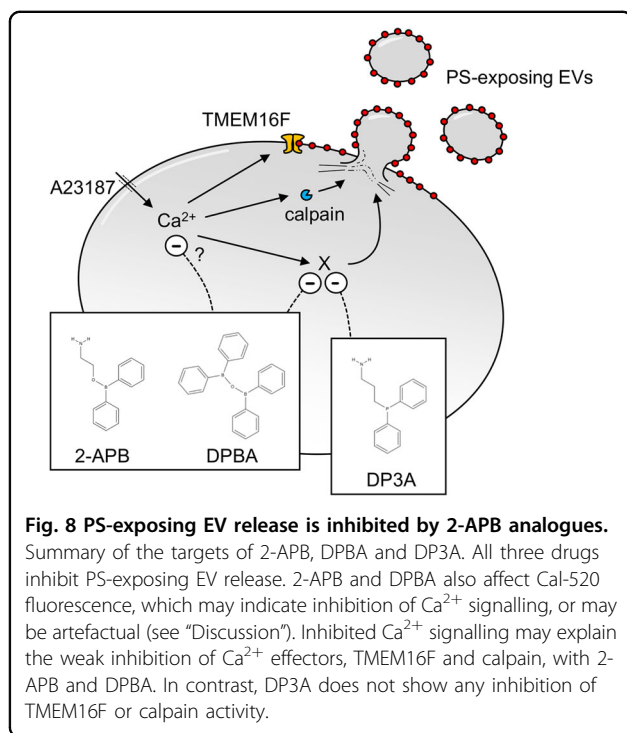 PS-exposing EVs
TMEM16F
A23187
Ca²⁺
calpain
?
X
− − −
H H
N
O
B
2-APB
B O B
DPBA
H H
N
P
DP3A
Fig. 8 PS-exposing EV release is inhibited by 2-APB analogues.
Summary of the targets of 2-APB, DPBA and DP3A. All three drugs
inhibit PS-exposing EV release. 2-APB and DPBA also affect Cal-520
fluorescence, which may indicate inhibition of Ca²⁺ signalling, or may
be artefactual (see “Discussion”). Inhibited Ca²⁺ signalling may explain
the weak inhibition of Ca²⁺ effectors, TMEM16F and calpain, with 2-
APB and DPBA. In contrast, DP3A does not show any inhibition of
TMEM16F or calpain activity.